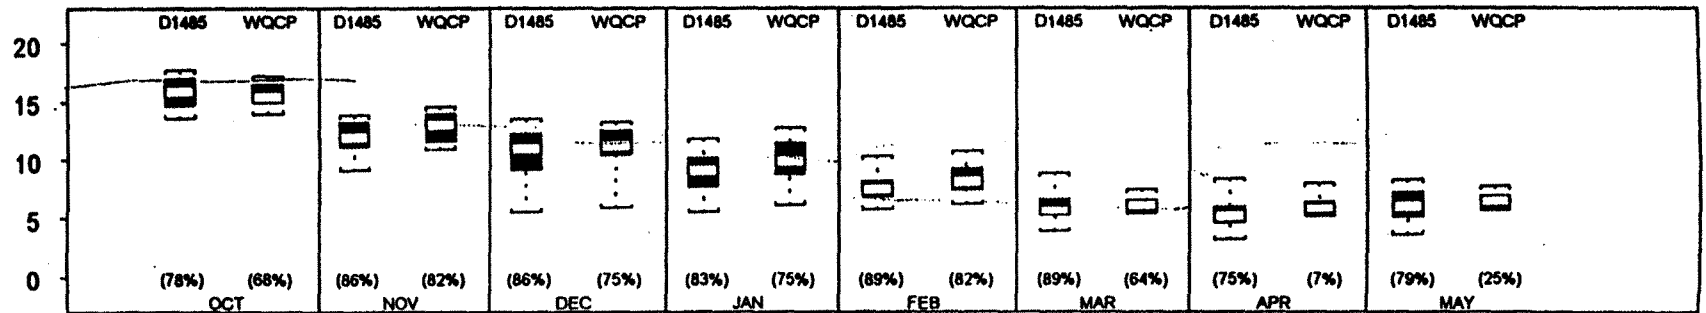 D1485 WQCP D1485 WQCP D1485 WQCP D1485 WQCP D1485 WQCP D1485 WQCP D1485 WQCP D1485 WQCP
20
15
10
5
0
(78%) (68%) (86%) (82%) (86%) (75%) (83%) (75%) (89%) (82%) (89%) (64%) (75%) (7%) (79%) (25%)
OCT NOV DEC JAN FEB MAR APR MAY